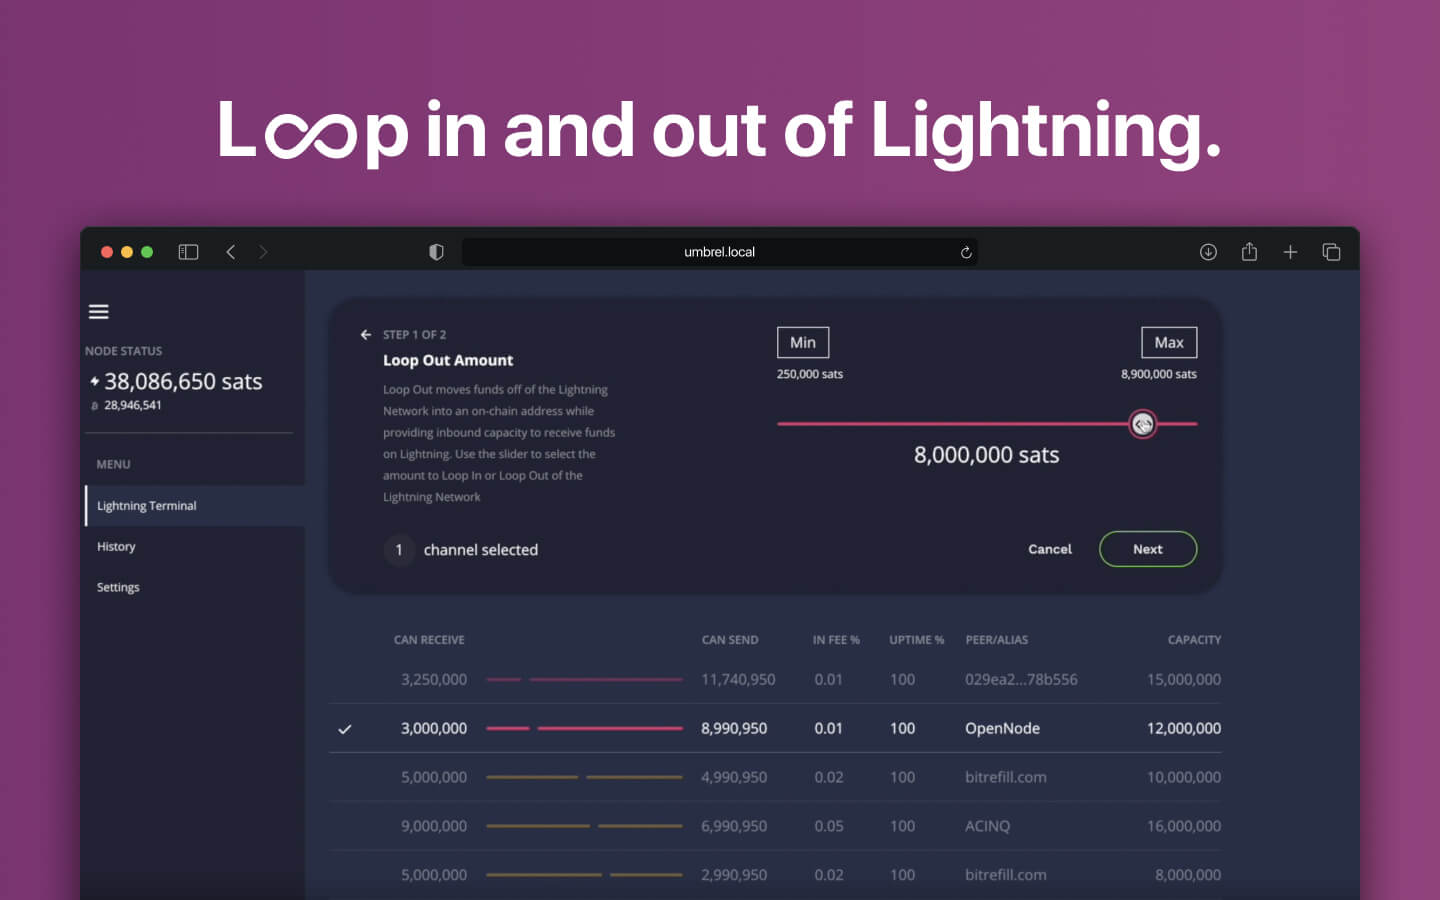 Loop in and out of Lightning.
umbrel.local
NODE STATUS
38,086,650 sats
28,946,541
MENU
Lightning Terminal
History
Settings
STEP 1 OF 2
Loop Out Amount
Loop Out moves funds off of the Lightning
Network into an on-chain address while
providing inbound capacity to receive funds
on Lightning. Use the slider to select the
amount to Loop In or Loop Out of the
Lightning Network
1 channel selected
Min
Max
250,000 sats
8,900,000 sats
8,000,000 sats
Cancel
Next
CAN RECEIVE CAN SEND IN FEE % UPTIME % PEER/ALIAS CAPACITY
3,250,000 11,740,950 0.01 100 029ea2...78b556 15,000,000
3,000,000 8,990,950 0.01 100 OpenNode 12,000,000
5,000,000 4,990,950 0.02 100 bitrefill.com 10,000,000
9,000,000 6,990,950 0.05 100 ACINQ 16,000,000
5,000,000 2,990,950 0.02 100 bitrefill.com 8,000,000